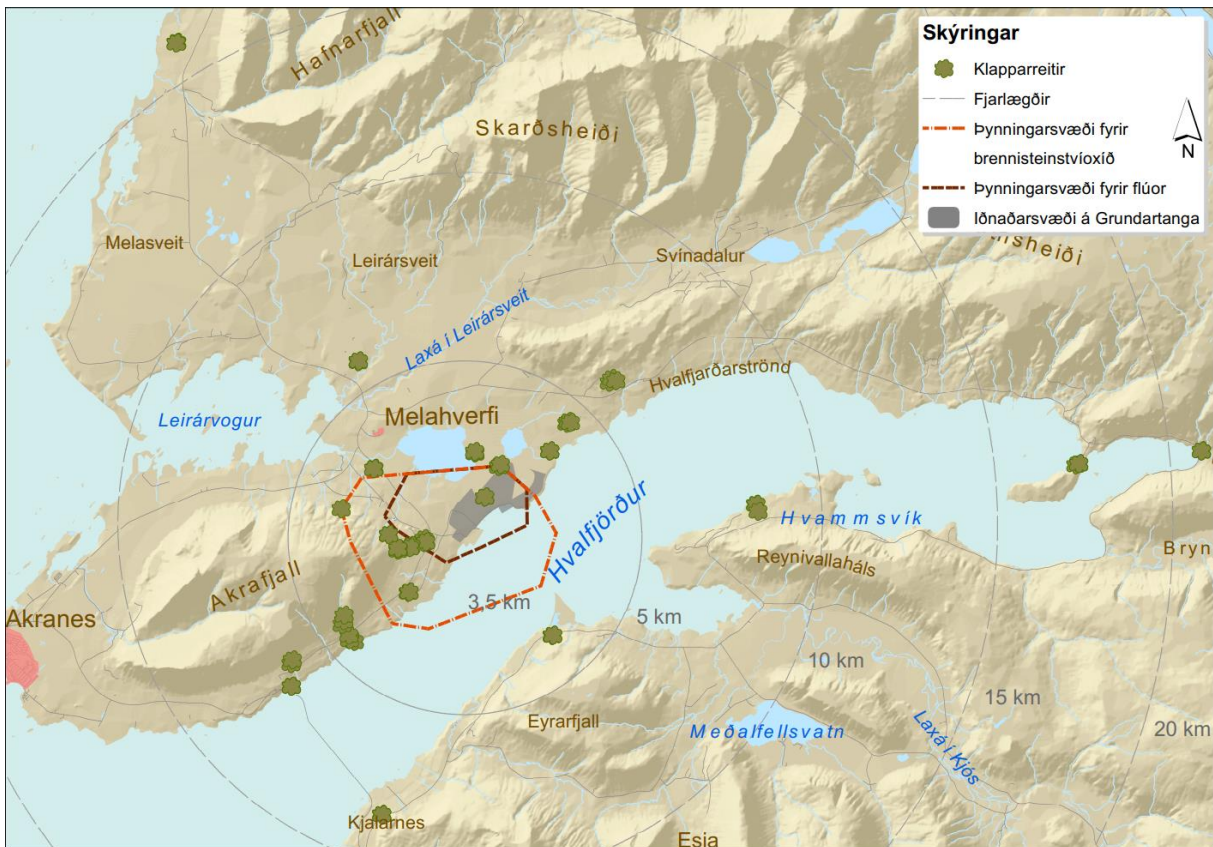 Hafnarfjall
Skarðsheiði
Skýringar
Klapparreitir
Fjarlægðir
Þynningarsvæði fyrir
brennisteinstvíoxíð
Þynningarsvæði fyrir flúor
Iðnaðarsvæði á Grundartanga
N
Melasveit
Leirársveit
Svínadalur
Laxá í Leirársveit
Hvalfjarðarströnd
Leirárvogur
Melahverfi
Hvalfjörður
Hvammsvík
Reynivallaháls
Bryn
Akrafjall
Akranes
3,5 km
5 km
10 km
15 km
20 km
Eyrarfjall
Meðalfellsvatn
Laxá í Kjós
Kjalarnes
Esja